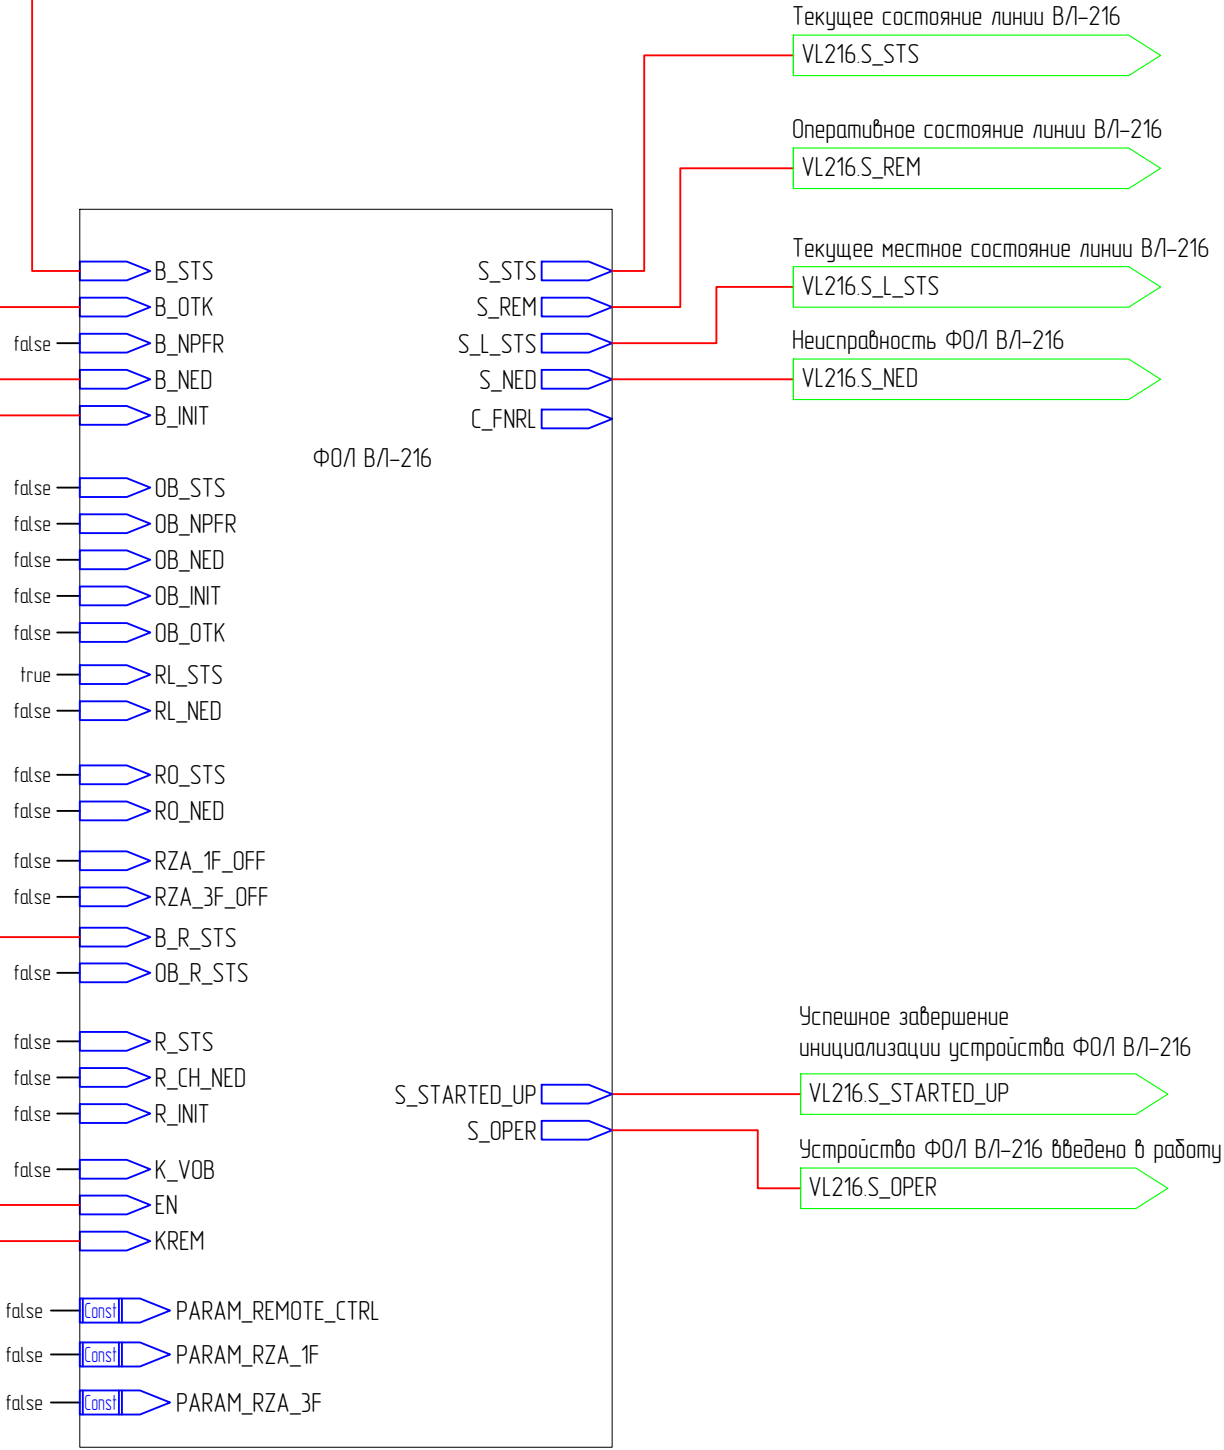 Текущее состояние линии ВЛ-216
VL216.S_STS
Оперативное состояние линии ВЛ-216
VL216.S_REM
Текущее местное состояние линии ВЛ-216
VL216.S_L_STS
Неисправность ФОЛ ВЛ-216
VL216.S_NED
B_STS
S_STS
B_OTK
S_REM
false
B_NPFR
S_L_STS
B_NED
S_NED
B_INIT
C_FNRL
ФОЛ ВЛ-216
false
OB_STS
false
OB_NPFR
false
OB_NED
false
OB_INIT
false
OB_OTK
true
RL_STS
false
RL_NED
false
RO_STS
false
RO_NED
false
RZA_1F_OFF
false
RZA_3F_OFF
B_R_STS
false
OB_R_STS
Успешное завершение
инициализации устройства ФОЛ ВЛ-216
false
R_STS
false
R_CH_NED
S_STARTED_UP
VL216.S_STARTED_UP
false
R_INIT
S_OPER
Устройство ФОЛ ВЛ-216 введено в работу
VL216.S_OPER
false
K_VOB
EN
KREM
false
Const
PARAM_REMOTE_CTRL
false
Const
PARAM_RZA_1F
false
Const
PARAM_RZA_3F